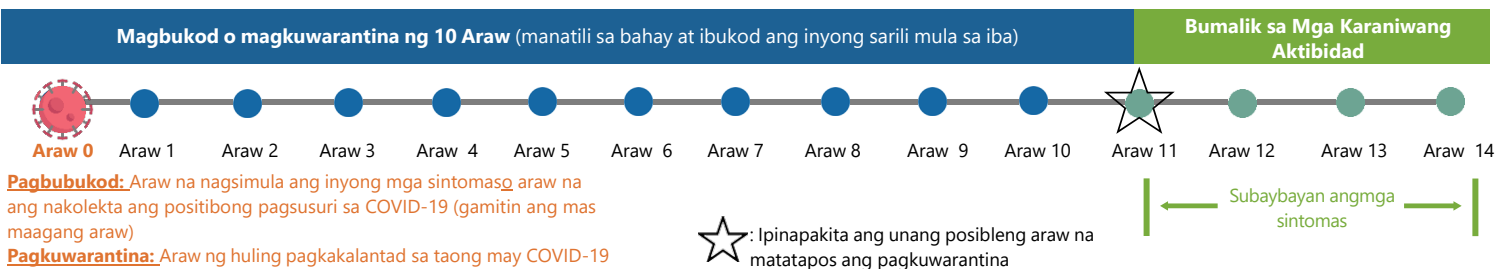 Magbukod o magkuwarantina ng 10 Araw (manatili sa bahay at ibukod ang inyong sarili mula sa iba)
Bumalik sa Mga Karaniwang
Aktibidad
Araw 0 Araw 1 Araw 2 Araw 3 Araw 4 Araw 5 Araw 6 Araw 7 Araw 8 Araw 9 Araw 10 Araw 11 Araw 12 Araw 13 Araw 14
Pagbubukod: Araw na nagsimula ang inyong mga sintomaso araw na
ang nakolekta ang positibong pagsusuri sa COVID-19 (gamitin ang mas
maagang araw)
Pagkuwarantina: Araw ng huling pagkakalantad sa taong may COVID-19
: Ipinapakita ang unang posibleng araw na
matatapos ang pagkuwarantina
Subaybayan angmga
sintomas